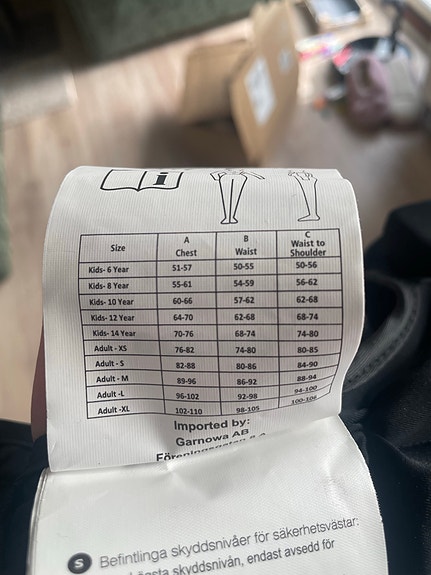 i
Size A Chest B Waist C Waist to Shoulder
Kids- 6 Year 51-57 50-55 50-56
Kids- 8 Year 55-61 54-59 56-62
Kids- 10 Year 60-66 57-62 62-68
Kids- 12 Year 64-70 62-68 68-74
Kids- 14 Year 70-76 68-74 74-80
Adult - XS 76-82 74-80 80-85
Adult - S 82-88 80-86 84-90
Adult - M 89-96 86-92 88-94
Adult -L 96-102 92-98 94-100
Adult -XL 102-110 98-105
Imported by:
Garnowa AB
S Befintlinga skyddsnivåer för säkerhetsvästar:
skyddsnivån, endast avsedd för